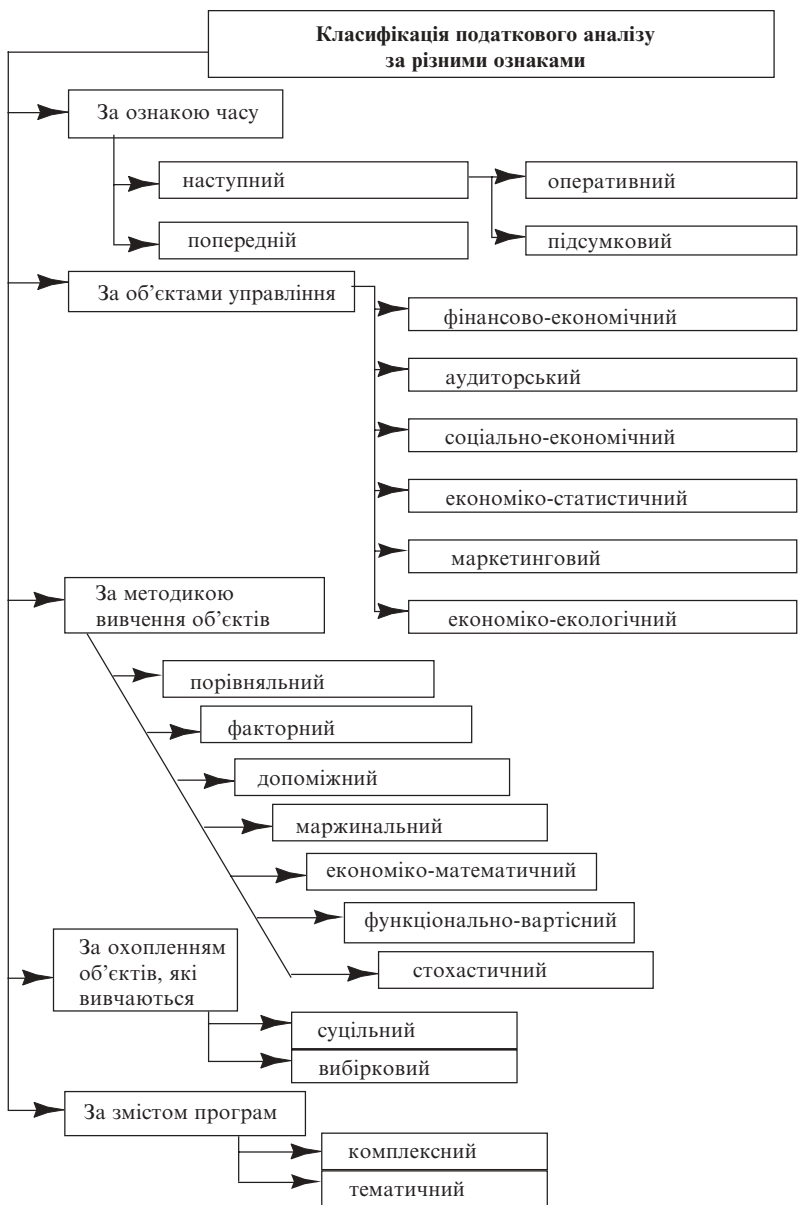 Класифікація податкового аналізу
за різними ознаками
За ознакою часу
наступний
оперативний
попередній
підсумковий
За об’єктами управління
фінансово-економічний
аудиторський
соціально-економічний
економіко-статистичний
маркетинговий
економіко-екологічний
За методикою
вивчення об’єктів
порівняльний
факторний
допоміжний
маржинальний
економіко-математичний
функціонально-вартісний
стохастичний
За охопленням
об’єктів, які
вивчаються
суцільний
вибірковий
За змістом програм
комплексний
тематичний